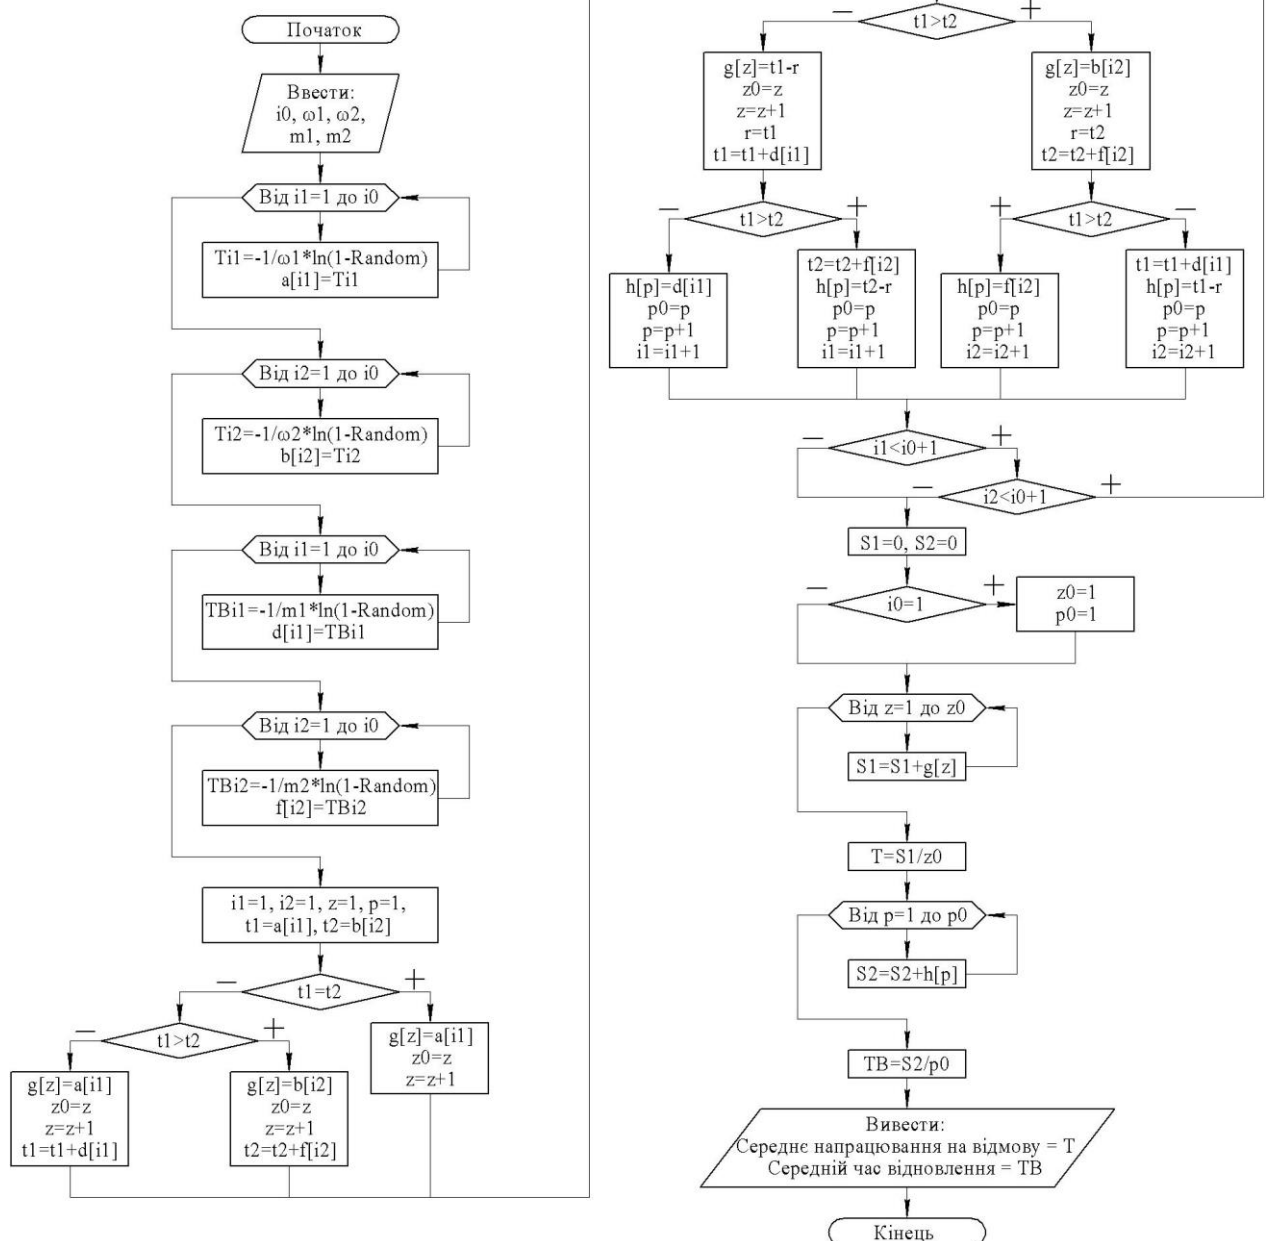 Початок
Ввести:
i0, ω1, ω2,
m1, m2
Від i1=1 до i0
Ti1=-1/ω1*ln(1-Random)
a[i1]=Ti1
Від i2=1 до i0
Ti2=-1/ω2*ln(1-Random)
b[i2]=Ti2
Від i1=1 до i0
TBi1=-1/m1*ln(1-Random)
d[i1]=TBi1
Від i2=1 до i0
TBi2=-1/m2*ln(1-Random)
f[i2]=TBi2
i1=1, i2=1, z=1, p=1,
t1=a[i1], t2=b[i2]
t1=t2
− +
t1>t2
− +
g[z]=a[i1]
z0=z
z=z+1
t1=t1+d[i1]
g[z]=b[i2]
z0=z
z=z+1
t2=t2+f[i2]
g[z]=a[i1]
z0=z
z=z+1
t1>t2
− +
g[z]=t1-r
z0=z
z=z+1
r=t1
t1=t1+d[i1]
g[z]=b[i2]
z0=z
z=z+1
r=t2
t2=t2+f[i2]
t1>t2
− +
t1>t2
+ −
h[p]=d[i1]
p0=p
p=p+1
i1=i1+1
t2=t2+f[i2]
h[p]=t2-r
p0=p
p=p+1
i1=i1+1
h[p]=f[i2]
p0=p
p=p+1
i2=i2+1
t1=t1+d[i1]
h[p]=t1-r
p0=p
p=p+1
i2=i2+1
i1<i0+1
− +
i2<i0+1
− +
S1=0, S2=0
i0=1
− +
z0=1
p0=1
Від z=1 до z0
S1=S1+g[z]
T=S1/z0
Від p=1 до p0
S2=S2+h[p]
TB=S2/p0
Вивести:
Середнє напрацювання на відмову = T
Середній час відновлення = TB
Кінець